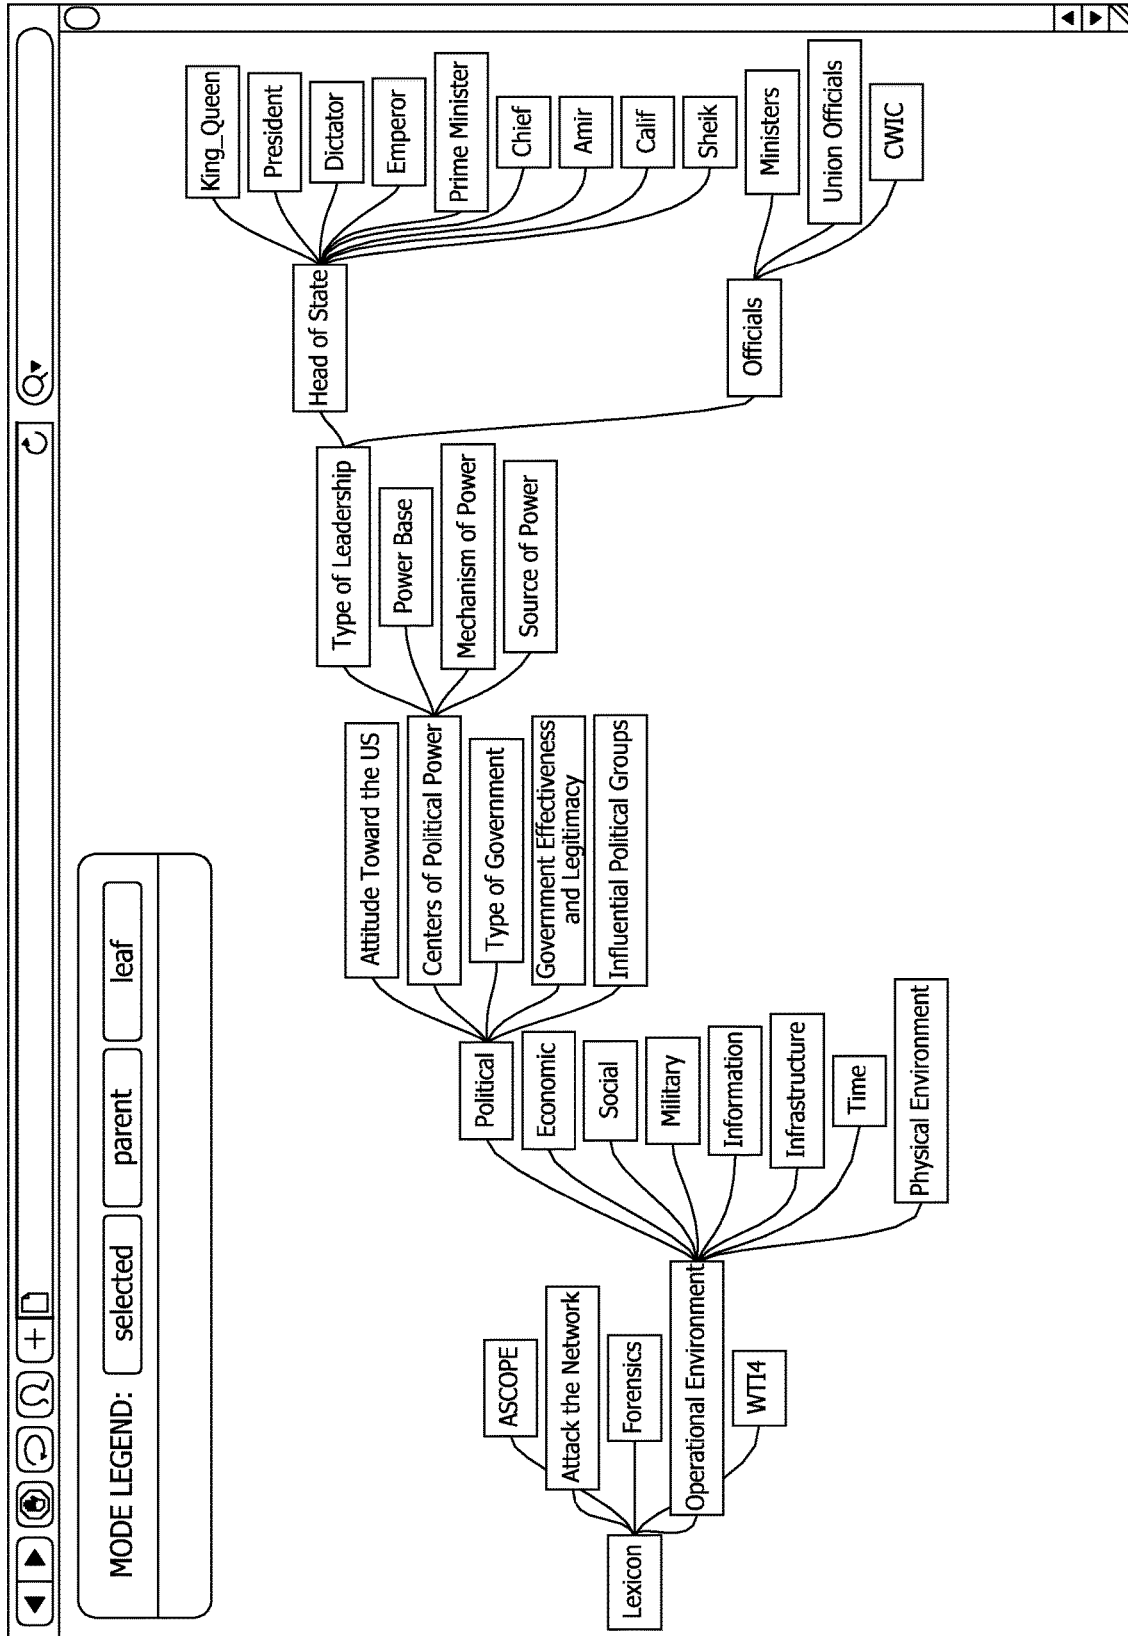 MODE LEGEND:
selected
parent
leaf
Lexicon
ASCOPE
Attack the Network
Forensics
Operational Environment
WTI4
Political
Economic
Social
Military
Information
Infrastructure
Time
Physical Environment
Attitude Toward the US
Centers of Political Power
Type of Government
Government Effectiveness
and Legitimacy
Influential Political Groups
Type of Leadership
Power Base
Mechanism of Power
Source of Power
Head of State
Officials
King_Queen
President
Dictator
Emperor
Prime Minister
Chief
Amir
Calif
Sheik
Ministers
Union Officials
CWIC